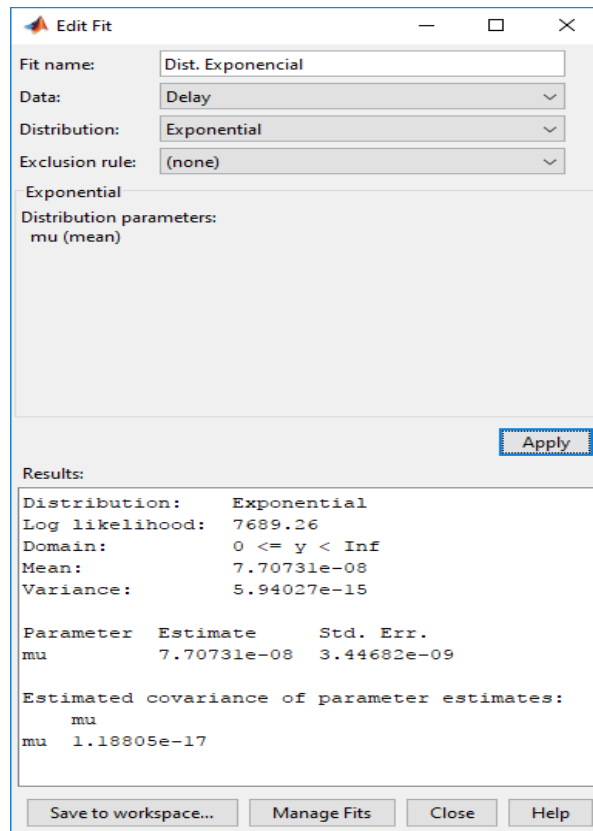 Edit Fit
Fit name: Dist. Exponencial
Data: Delay
Distribution: Exponential
Exclusion rule: (none)
Exponential
Distribution parameters:
mu (mean)
Apply
Results:
Distribution: Exponential
Log likelihood: 7689.26
Domain: 0 <= y < Inf
Mean: 7.70731e-08
Variance: 5.94027e-15
Parameter Estimate Std. Err.
mu 7.70731e-08 3.44682e-09
Estimated covariance of parameter estimates:
mu
mu 1.18805e-17
Save to workspace... Manage Fits Close Help